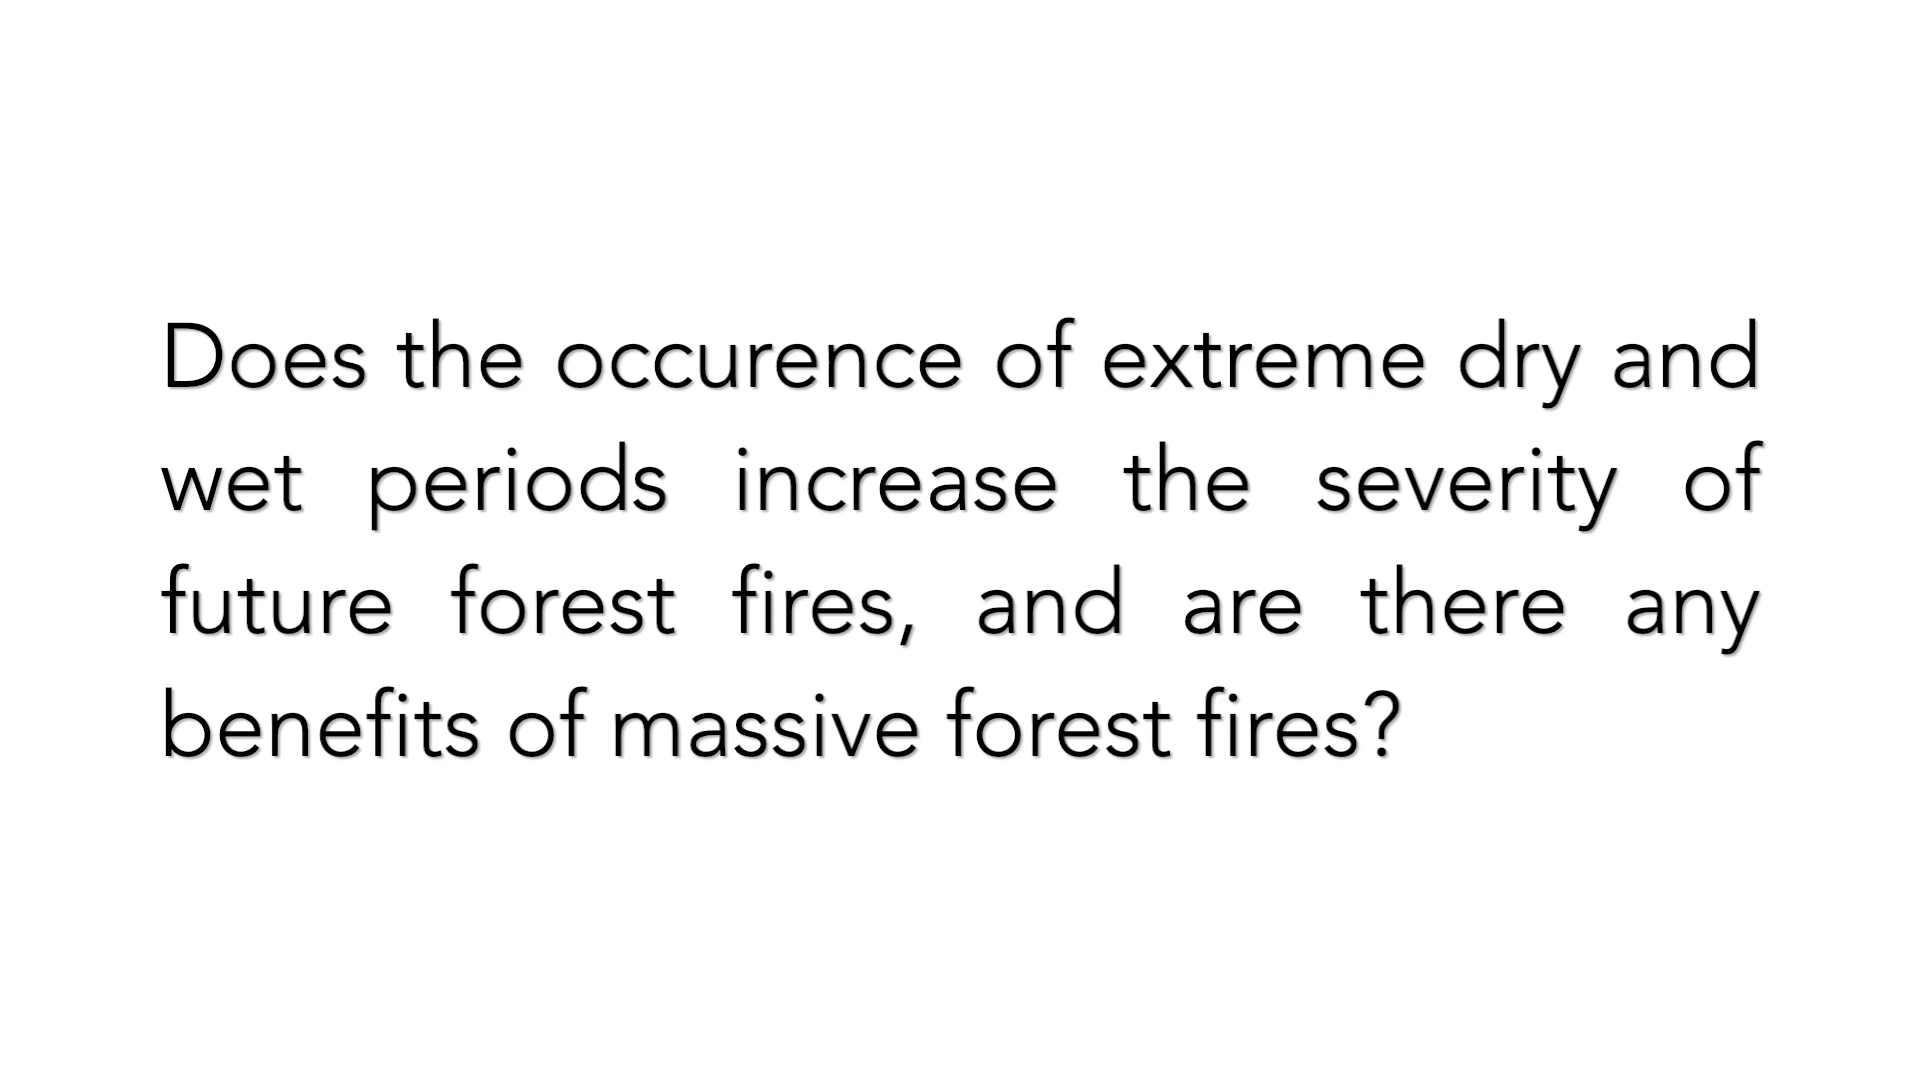 Does the occurence of extreme dry and
wet periods increase the severity of
future forest fires, and are there any
benefits of massive forest fires?